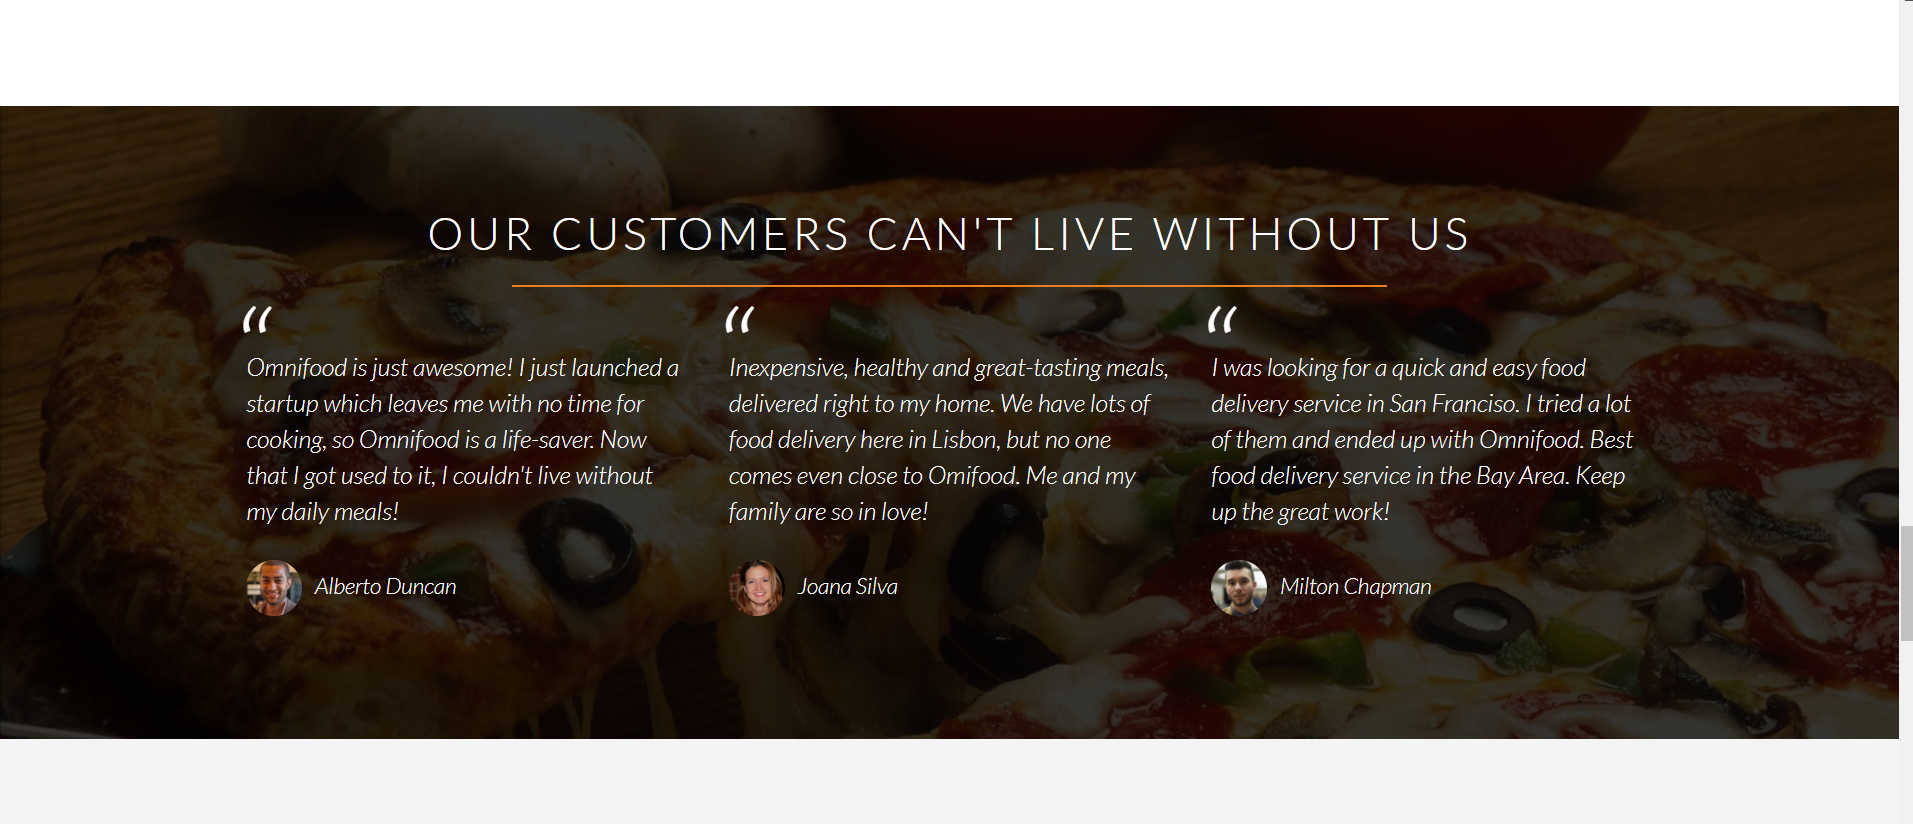 OUR CUSTOMERS CAN'T LIVE WITHOUT US
“
Omnifood is just awesome! I just launched a
startup which leaves me with no time for
cooking, so Omnifood is a life-saver. Now
that I got used to it, I couldn't live without
my daily meals!
Alberto Duncan
“
Inexpensive, healthy and great-tasting meals,
delivered right to my home. We have lots of
food delivery here in Lisbon, but no one
comes even close to Omifood. Me and my
family are so in love!
Joana Silva
“
I was looking for a quick and easy food
delivery service in San Franciso. I tried a lot
of them and ended up with Omnifood. Best
food delivery service in the Bay Area. Keep
up the great work!
Milton Chapman